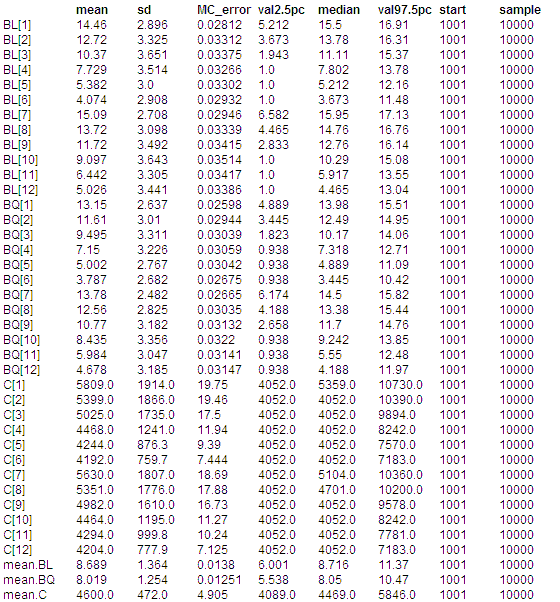 mean sd MC_error val2.5pc median val97.5pc start sample
BL[1] 14.46 2.896 0.02812 5.212 15.5 16.91 1001 10000
BL[2] 12.72 3.325 0.03312 3.673 13.78 16.31 1001 10000
BL[3] 10.37 3.651 0.03375 1.943 11.11 15.37 1001 10000
BL[4] 7.729 3.514 0.03266 1.0 7.802 13.78 1001 10000
BL[5] 5.382 3.0 0.03302 1.0 5.212 12.16 1001 10000
BL[6] 4.074 2.908 0.02932 1.0 3.673 11.48 1001 10000
BL[7] 15.09 2.708 0.02946 6.582 15.95 17.13 1001 10000
BL[8] 13.72 3.098 0.03339 4.465 14.76 16.76 1001 10000
BL[9] 11.72 3.492 0.03415 2.833 12.76 16.14 1001 10000
BL[10] 9.097 3.643 0.03514 1.0 10.29 15.08 1001 10000
BL[11] 6.442 3.305 0.03417 1.0 5.917 13.55 1001 10000
BL[12] 5.026 3.441 0.03386 1.0 4.465 13.04 1001 10000
BQ[1] 13.15 2.637 0.02598 4.889 13.98 15.51 1001 10000
BQ[2] 11.61 3.01 0.02944 3.445 12.49 14.95 1001 10000
BQ[3] 9.495 3.311 0.03039 1.823 10.17 14.06 1001 10000
BQ[4] 7.15 3.226 0.03059 0.938 7.318 12.71 1001 10000
BQ[5] 5.002 2.767 0.03042 0.938 4.889 11.09 1001 10000
BQ[6] 3.787 2.682 0.02675 0.938 3.445 10.42 1001 10000
BQ[7] 13.78 2.482 0.02665 6.174 14.5 15.82 1001 10000
BQ[8] 12.56 2.825 0.03035 4.188 13.38 15.44 1001 10000
BQ[9] 10.77 3.182 0.03132 2.658 11.7 14.76 1001 10000
BQ[10] 8.435 3.356 0.0322 0.938 9.242 13.85 1001 10000
BQ[11] 5.984 3.047 0.03141 0.938 5.55 12.48 1001 10000
BQ[12] 4.678 3.185 0.03147 0.938 4.188 11.97 1001 10000
C[1] 5809.0 1914.0 19.75 4052.0 5359.0 10730.0 1001 10000
C[2] 5399.0 1866.0 19.46 4052.0 4052.0 10390.0 1001 10000
C[3] 5025.0 1735.0 17.5 4052.0 4052.0 9894.0 1001 10000
C[4] 4468.0 1241.0 11.94 4052.0 4052.0 8242.0 1001 10000
C[5] 4244.0 876.3 9.39 4052.0 4052.0 7570.0 1001 10000
C[6] 4192.0 759.7 7.444 4052.0 4052.0 7183.0 1001 10000
C[7] 5630.0 1807.0 18.69 4052.0 5104.0 10360.0 1001 10000
C[8] 5351.0 1776.0 17.88 4052.0 4701.0 10200.0 1001 10000
C[9] 4982.0 1610.0 16.73 4052.0 4052.0 9578.0 1001 10000
C[10] 4464.0 1195.0 11.27 4052.0 4052.0 8242.0 1001 10000
C[11] 4294.0 999.8 10.24 4052.0 4052.0 7781.0 1001 10000
C[12] 4204.0 777.9 7.125 4052.0 4052.0 7183.0 1001 10000
mean.BL 8.689 1.364 0.0138 6.001 8.716 11.37 1001 10000
mean.BQ 8.019 1.254 0.01251 5.538 8.05 10.47 1001 10000
mean.C 4600.0 472.0 4.905 4089.0 4469.0 5846.0 1001 10000